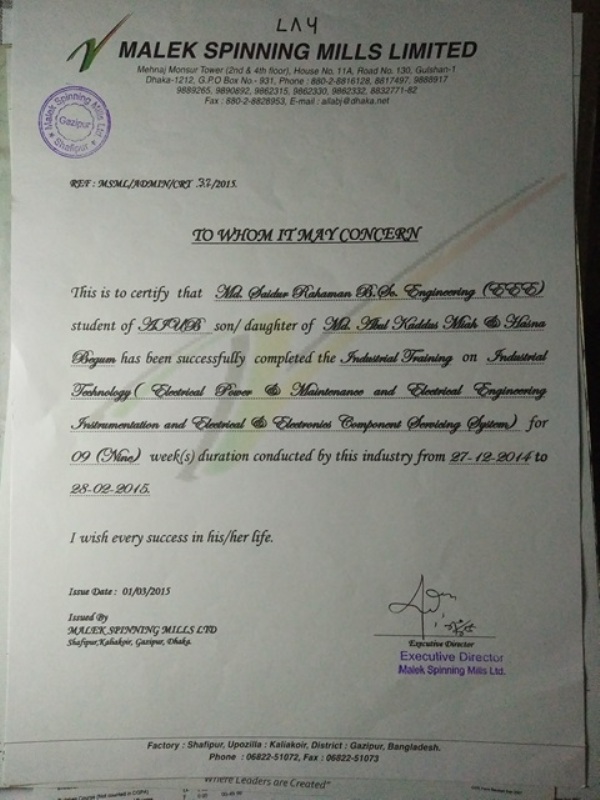 LAY
MALEK SPINNING MILLS LIMITED
Mehnaj Monsur Tower (2nd & 4th floor), House No. 11A, Road No. 130, Gulshan-1
Dhaka-1212, G.P.O Box No.- 931, Phone : 880-2-8816128, 8817497, 9888917
9889265, 9890892, 9862315, 9862330, 9862332, 8832771-82
Fax : 880-2-8828953, E-mail : allabj@dhaka.net
Malek Spinning Mills Ltd
Gazipur
Shafipur
REF : MSML/ADMIN/CRT 32/2015.
TO WHOM IT MAY CONCERN
This is to certify that Md. Saidur Rahaman B.Sc. Engineering (EEE)
student of AIUB son/ daughter of Md. Abul Kuddus Miah & Hasna
Begum has been successfully completed the Industrial Training on Industrial
Technology ( Electrical Power & Maintenance and Electrical Engineering
Instrumentation and Electrical & Electronics Component Servicing System) for
09 (Nine) week(s) duration conducted by this industry from 27-12-2014 to
28-02-2015.
I wish every success in his/her life.
Issue Date : 01/03/2015
Issued By
MALEK SPINNING MILLS LTD
Shafipur,Kaliakoir, Gazipur, Dhaka.
Executive Director
Executive Director
Malek Spinning Mills Ltd.
Factory : Shafipur, Upozilla : Kaliakoir, District : Gazipur, Bangladesh.
Phone : 06822-51072, Fax : 06822-51073
Where Leaders are Created"